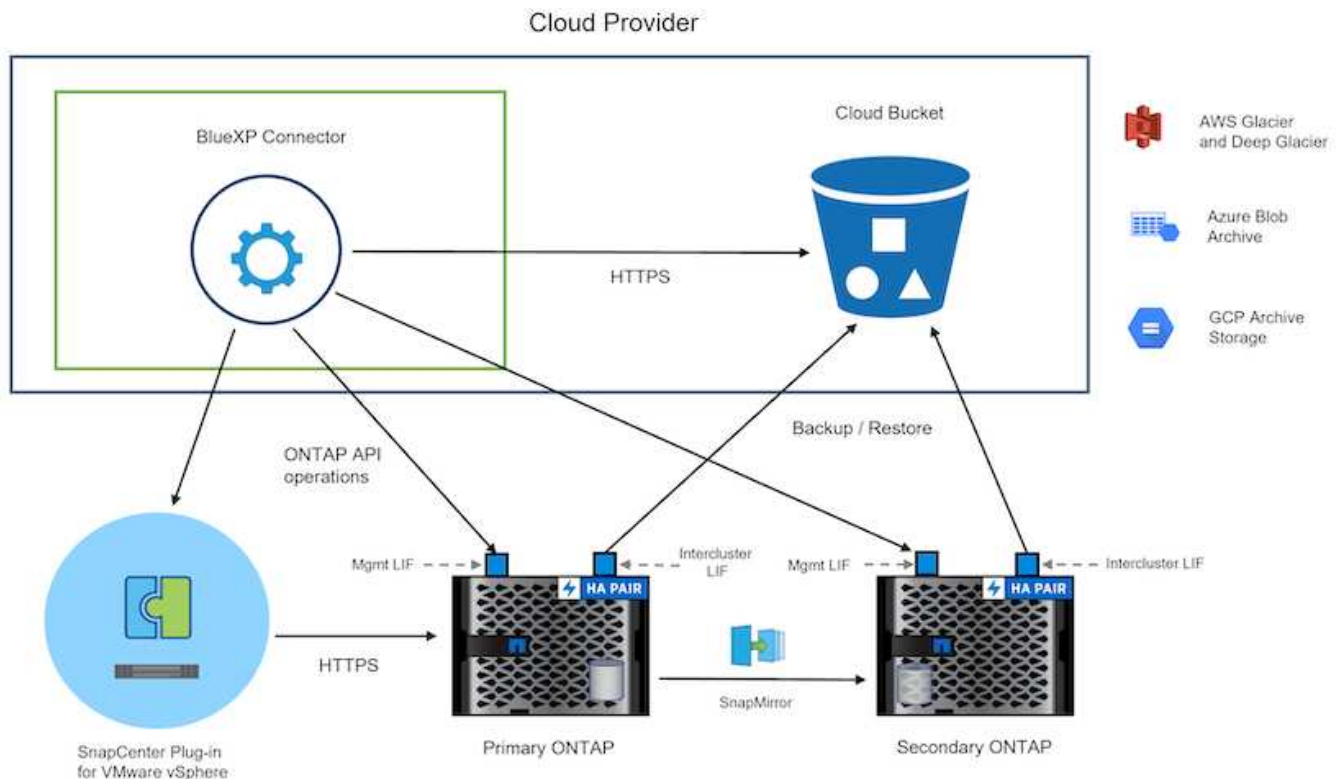 Cloud Provider
BlueXP Connector
Cloud Bucket
AWS Glacier
and Deep Glacier
Azure Blob
Archive
GCP Archive
Storage
HTTPS
Backup / Restore
ONTAP API
operations
Mgmt LIF
Intercluster
LIF
Mgmt LIF
Intercluster LIF
HA PAIR
HA PAIR
HTTPS
SnapMirror
SnapCenter Plug-in
for VMware vSphere
Primary ONTAP
Secondary ONTAP